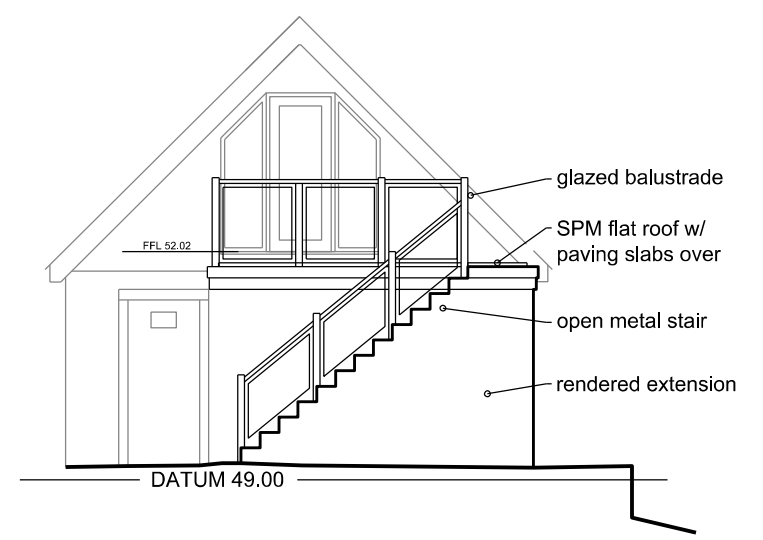 glazed balustrade
SPM flat roof w/
paving slabs over
FFL 52.02
open metal stair
rendered extension
DATUM 49.00